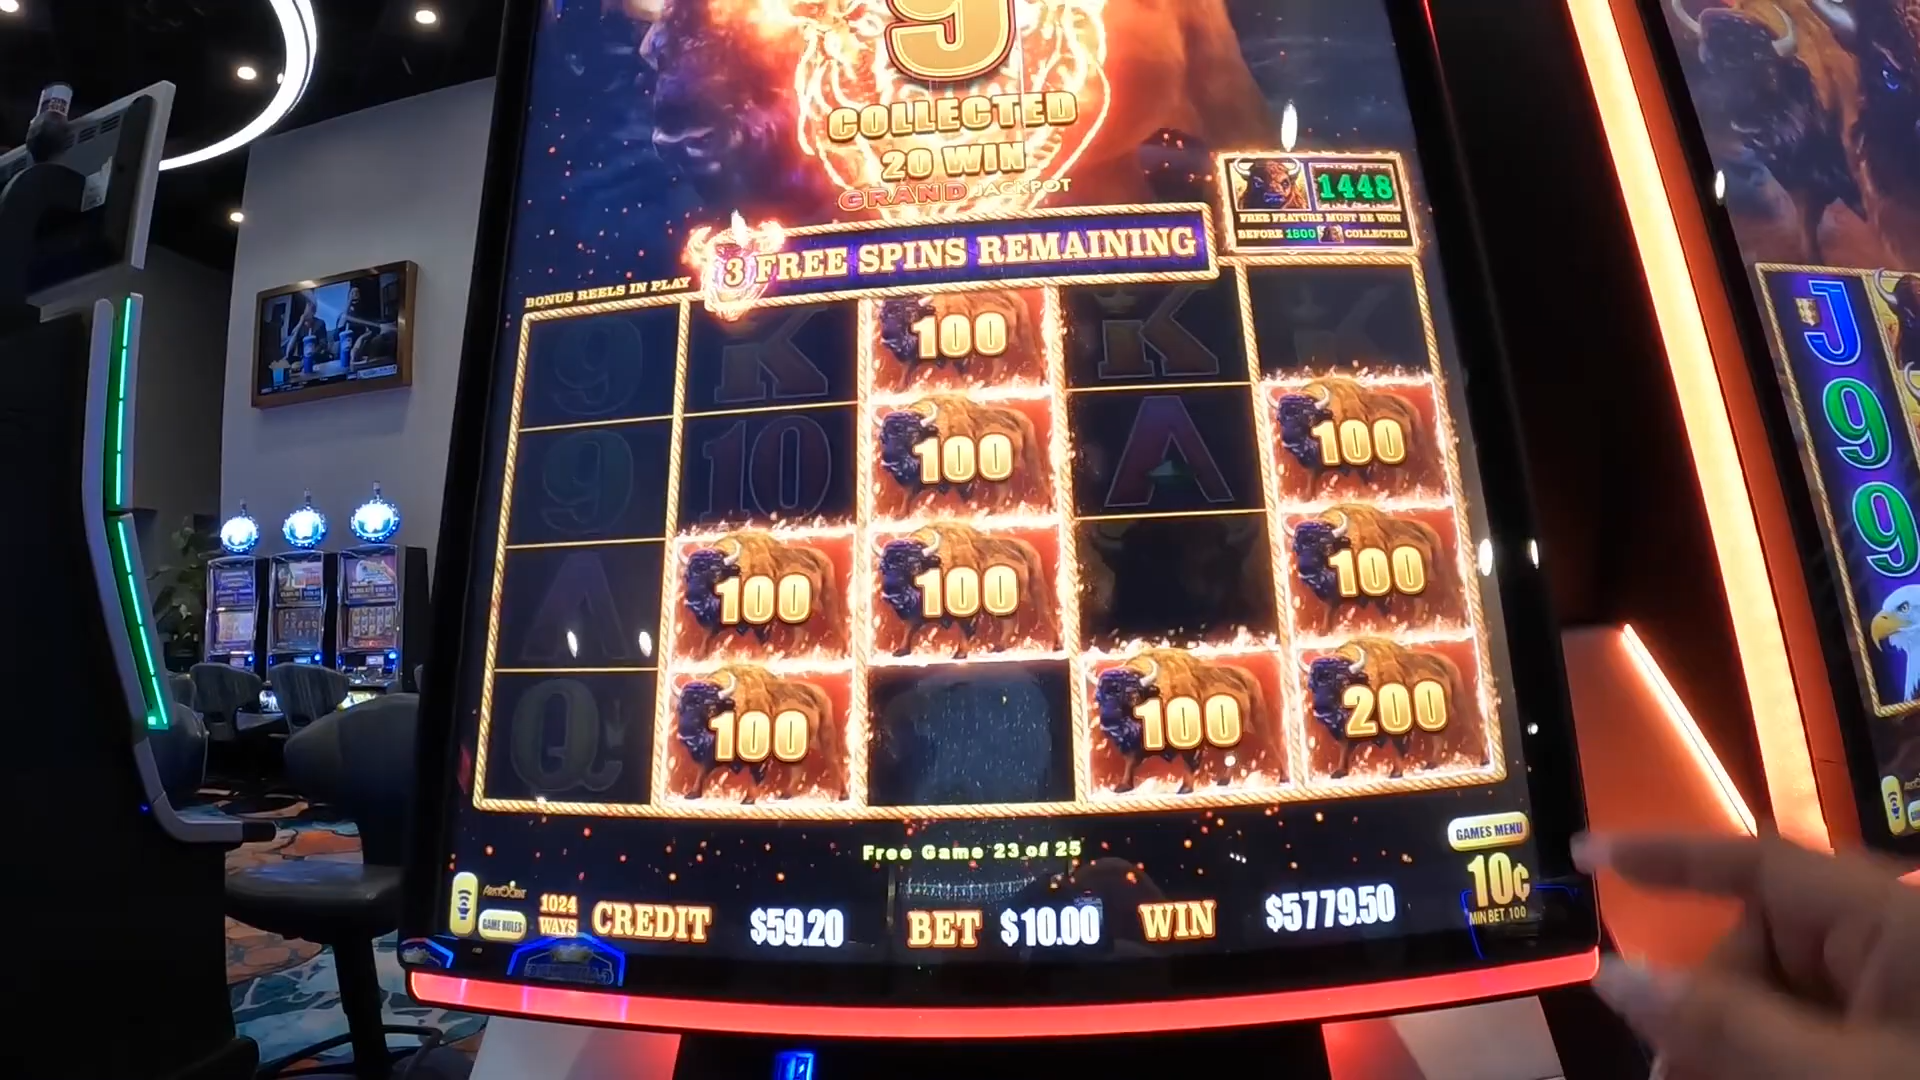 9
COLLECTED
20 WIN
GRAND JACKPOT
1448
FREE FEATURE MUST BE WON
BEFORE 1800 COLLECTED
3 FREE SPINS REMAINING
BONUS REELS IN PLAY
9 K 100 K K
9 10 100 A 100
A 100 100 100
Q 100 100 200
Free Game 23 of 25
GAMES MENU
ARISTOCRAT
GAME RULES
1024
WAYS
CREDIT $59.20 BET $10.00 WIN $5779.50
10¢
MIN BET 100
J
9
9